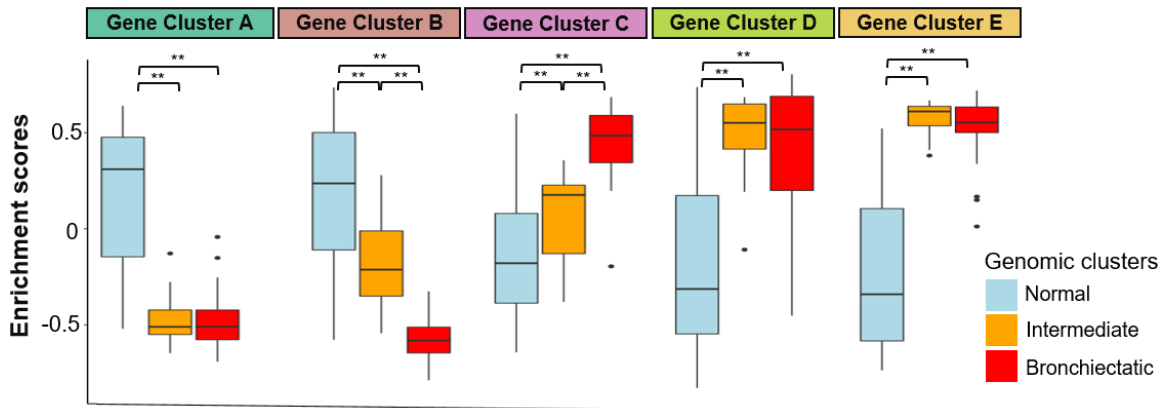 Gene Cluster A Gene Cluster B Gene Cluster C Gene Cluster D Gene Cluster E
** ** ** ** **
** ** ** ** ** ** **
Enrichment scores
0.5
0
-0.5
Genomic clusters
Normal
Intermediate
Bronchiectatic